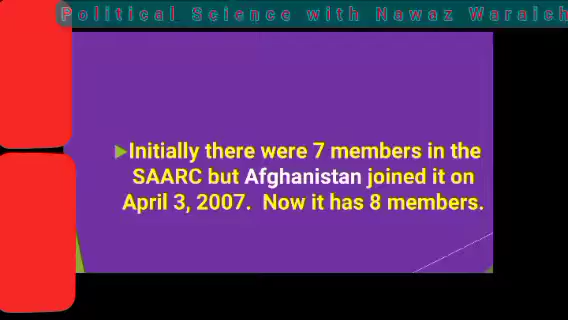 Political Science with Nawaz Waraich
Initially there were 7 members in the
SAARC but Afghanistan joined it on
April 3, 2007. Now it has 8 members.